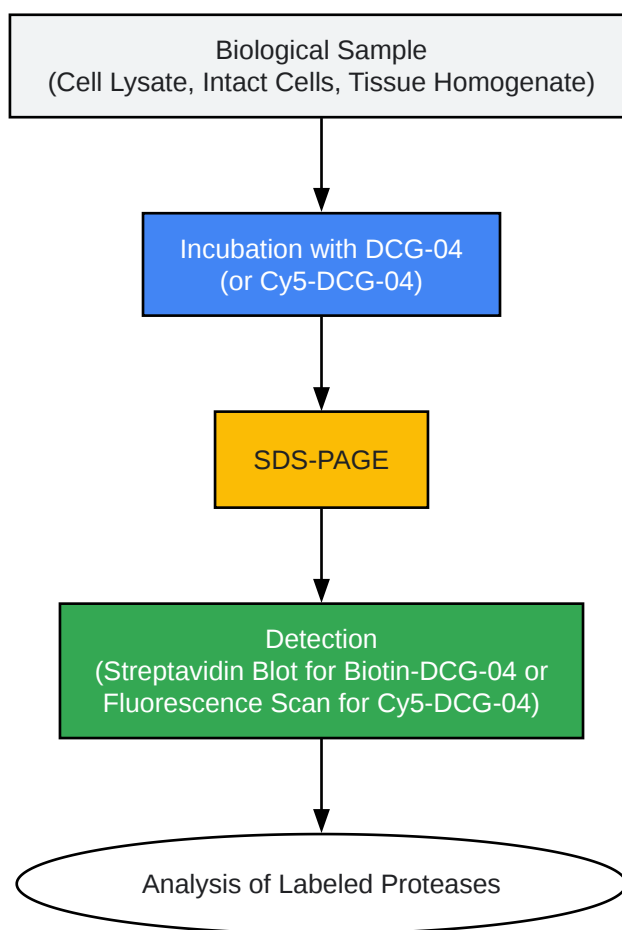 Biological Sample
(Cell Lysate, Intact Cells, Tissue Homogenate)
Incubation with DCG-04
(or Cy5-DCG-04)
SDS-PAGE
Detection
(Streptavidin Blot for Biotin-DCG-04 or
Fluorescence Scan for Cy5-DCG-04)
Analysis of Labeled Proteases